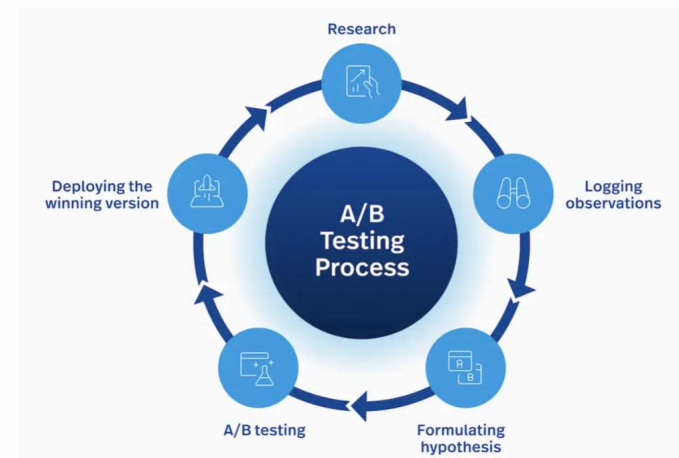 Research
A/B
Testing
Process
Logging
observations
Formulating
hypothesis
A
B
A/B testing
Deploying the
winning version